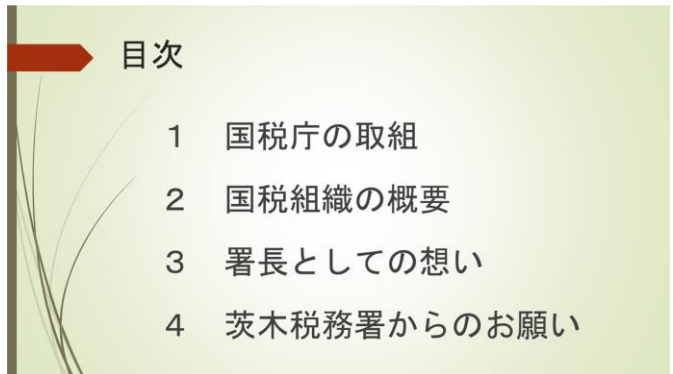 目次
1 国税庁の取組
2 国税組織の概要
3 署長としての想い
4 茨木税務署からのお願い